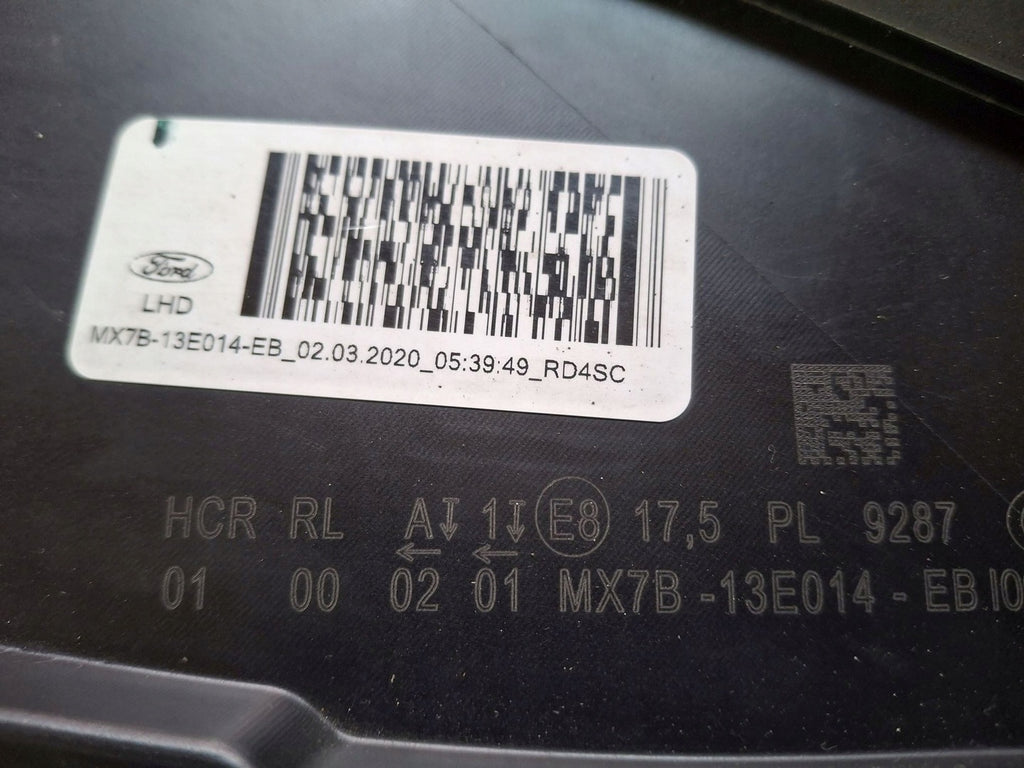 Ford
LHD
MX7B-13E014-EB_02.03.2020_05:39:49_RD4SC
HCR RL A 1 E8 17,5 PL 9287
01 00 02 01 MX7B -13E014 - EB